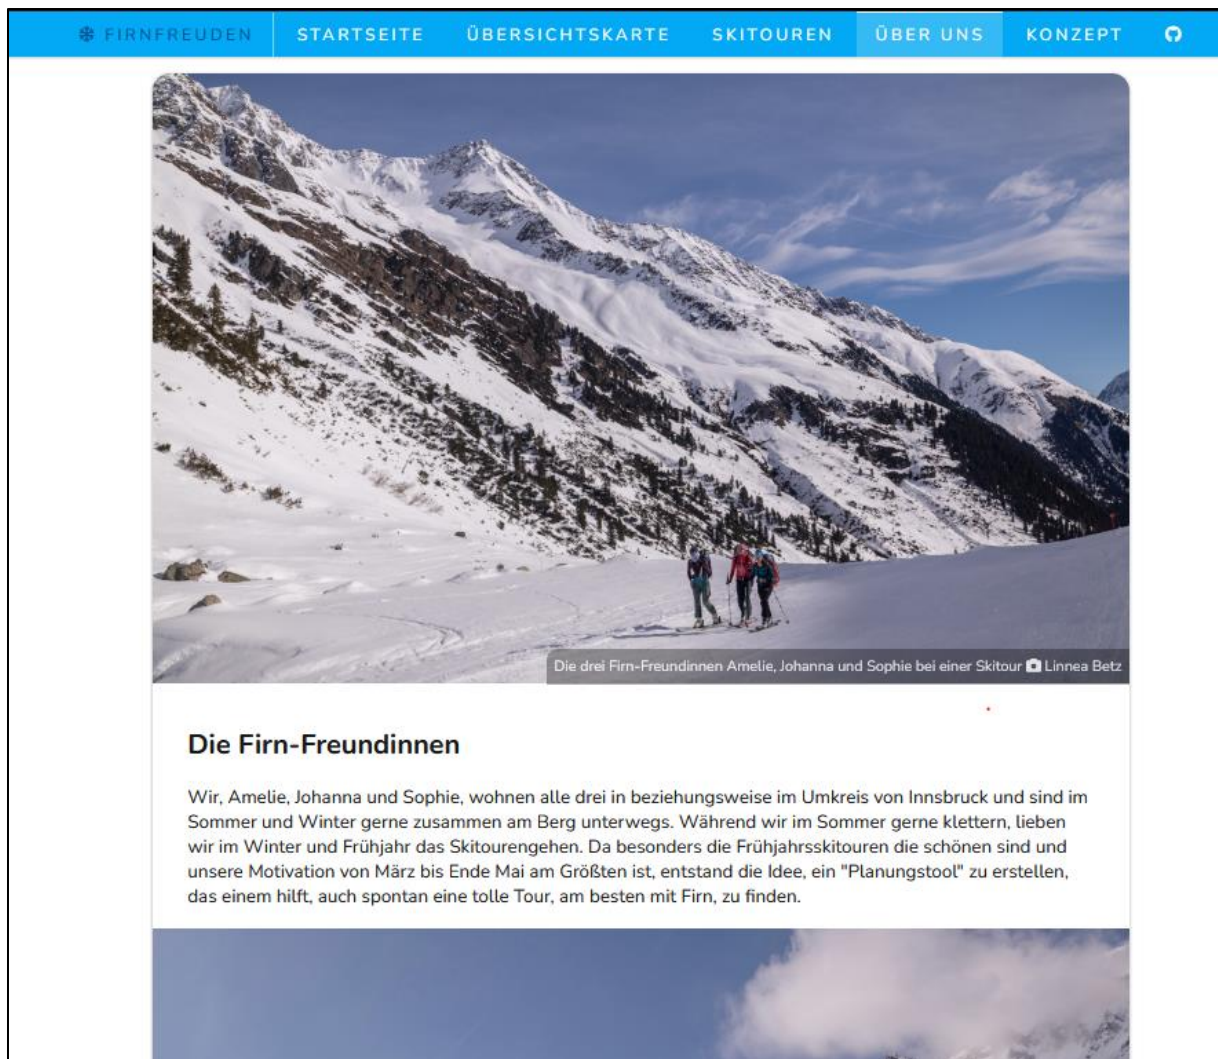 FIRNFREUDEN STARTSEITE ÜBERSICHTSKARTE SKITOUREN ÜBER UNS KONZEPT
Die drei Firn-Freundinnen Amelie, Johanna und Sophie bei einer Skitour Linnea Betz
Die Firn-Freundinnen
Wir, Amelie, Johanna und Sophie, wohnen alle drei in beziehungsweise im Umkreis von Innsbruck und sind im
Sommer und Winter gerne zusammen am Berg unterwegs. Während wir im Sommer gerne klettern, lieben
wir im Winter und Frühjahr das Skitourengehen. Da besonders die Frühjahrsskitouren die schönen sind und
unsere Motivation von März bis Ende Mai am Größten ist, entstand die Idee, ein "Planungstool" zu erstellen,
das einem hilft, auch spontan eine tolle Tour, am besten mit Firn, zu finden.